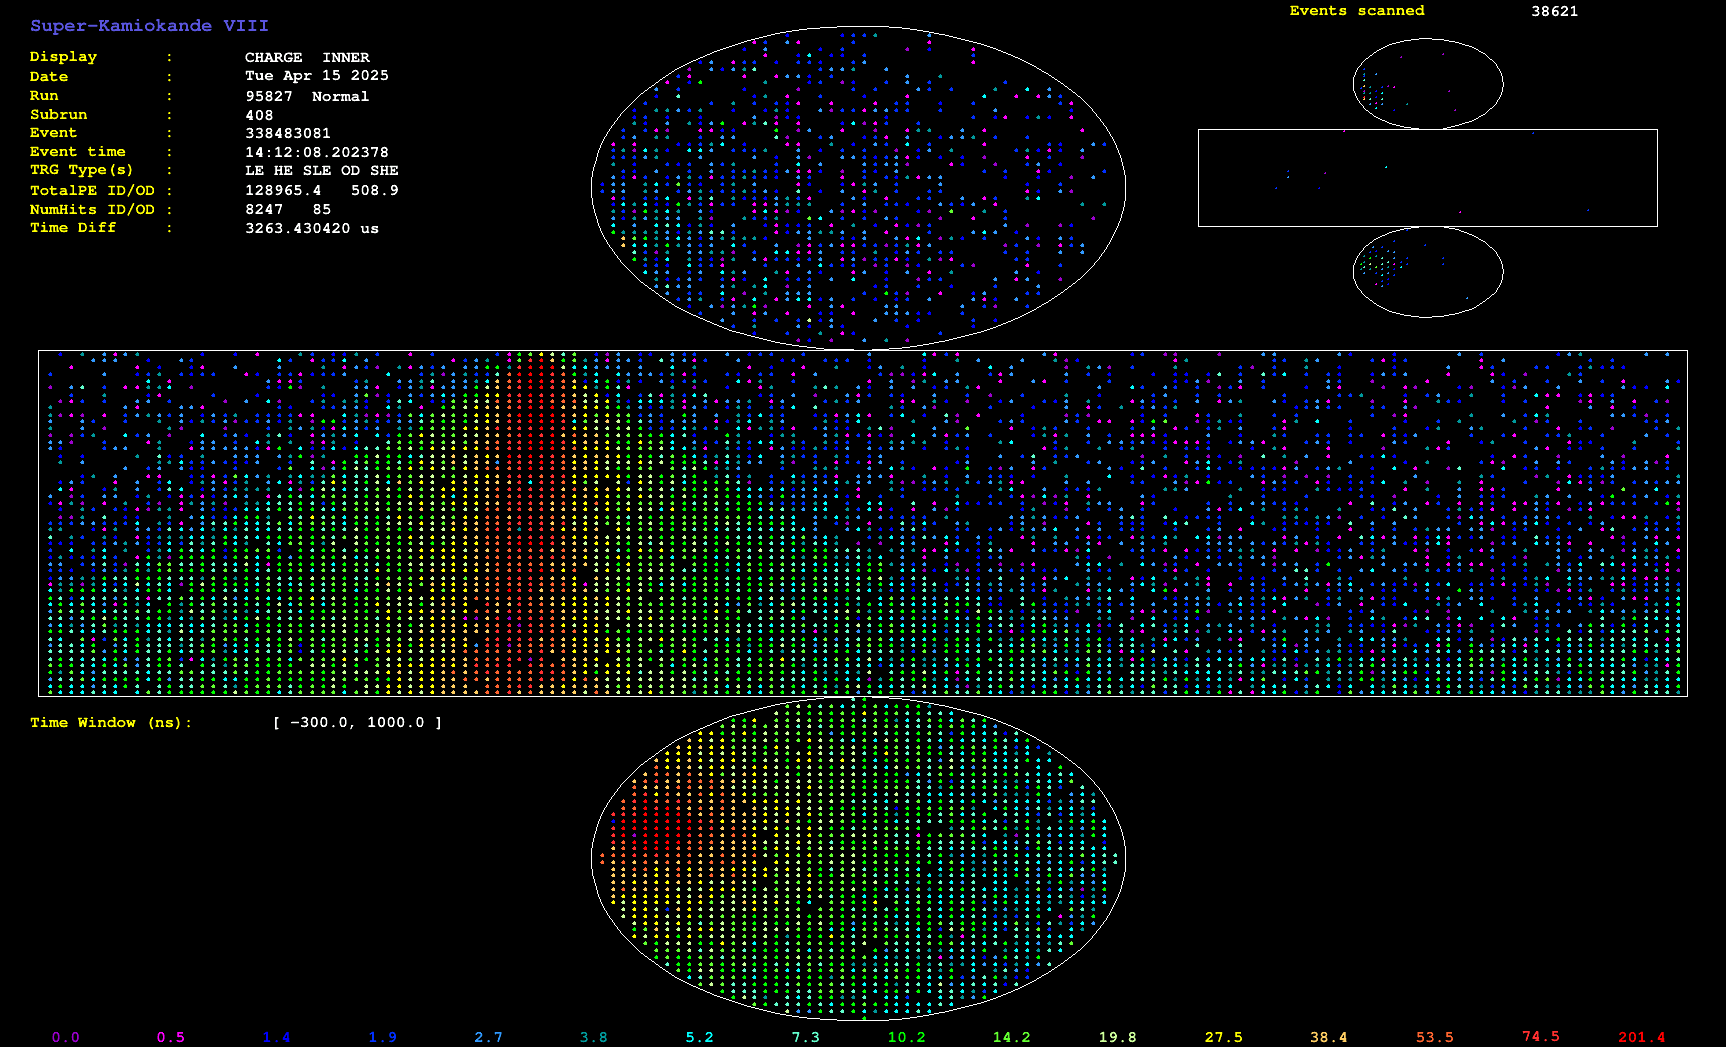 Super-Kamiokande VIII
Events scanned 38621
Display : CHARGE INNER
Date : Tue Apr 15 2025
Run : 95827 Normal
Subrun : 408
Event : 338483081
Event time : 14:12:08.202378
TRG Type(s) : LE HE SLE OD SHE
TotalPE ID/OD : 128965.4 508.9
NumHits ID/OD : 8247 85
Time Diff : 3263.430420 us
Time Window (ns): [ -300.0, 1000.0 ]
0.0 0.5 1.4 1.9 2.7 3.8 5.2 7.3 10.2 14.2 19.8 27.5 38.4 53.5 74.5 201.4